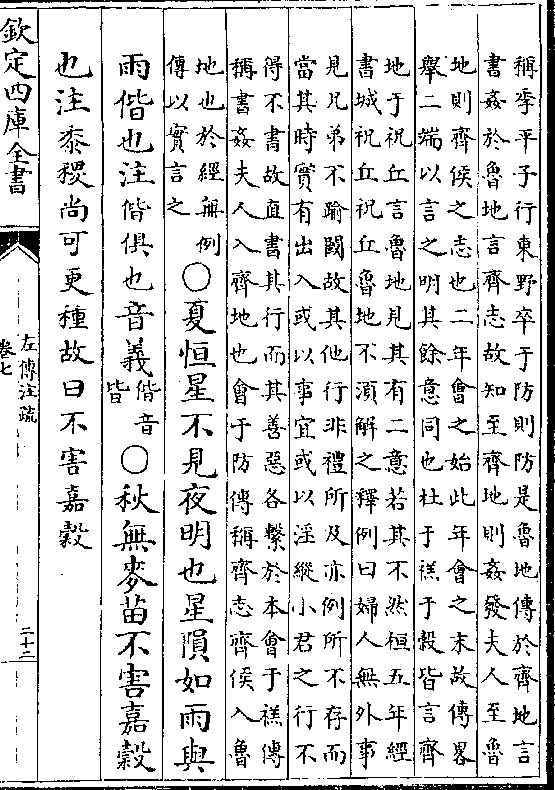 稱季平子行東野卒于防則防是魯地傳於齊地言
書姦於魯地言齊志故知至齊地則姦發夫人至魯
地則齊侯之志也二年會之始此年會之末故傳畧
舉二端以言之明其餘意同也杜于禚于穀皆言齊
地于祝丘言魯地見其有二意若其不然桓五年經
書城祝丘祝丘魯地不須解之釋例曰婦人無外事
見兄弟不踰閾故其他行非禮所及亦例所不存而
當其時實有出入或以事宜或以淫縱小君之行不
得不書故直書其行而其善惡各繫於本會于禚傳
稱書姦夫人入齊地也會于防傳稱齊志齊侯入魯
地也於經無例
傳以實言之
○夏恒星不見夜明也星隕如雨與
雨偕也注偕俱也音義
偕音
皆
○秋無麥苗不害嘉穀
也注黍稷尚可更種故曰不害嘉穀
欽定四庫全書
左傳注疏
卷七
二十二